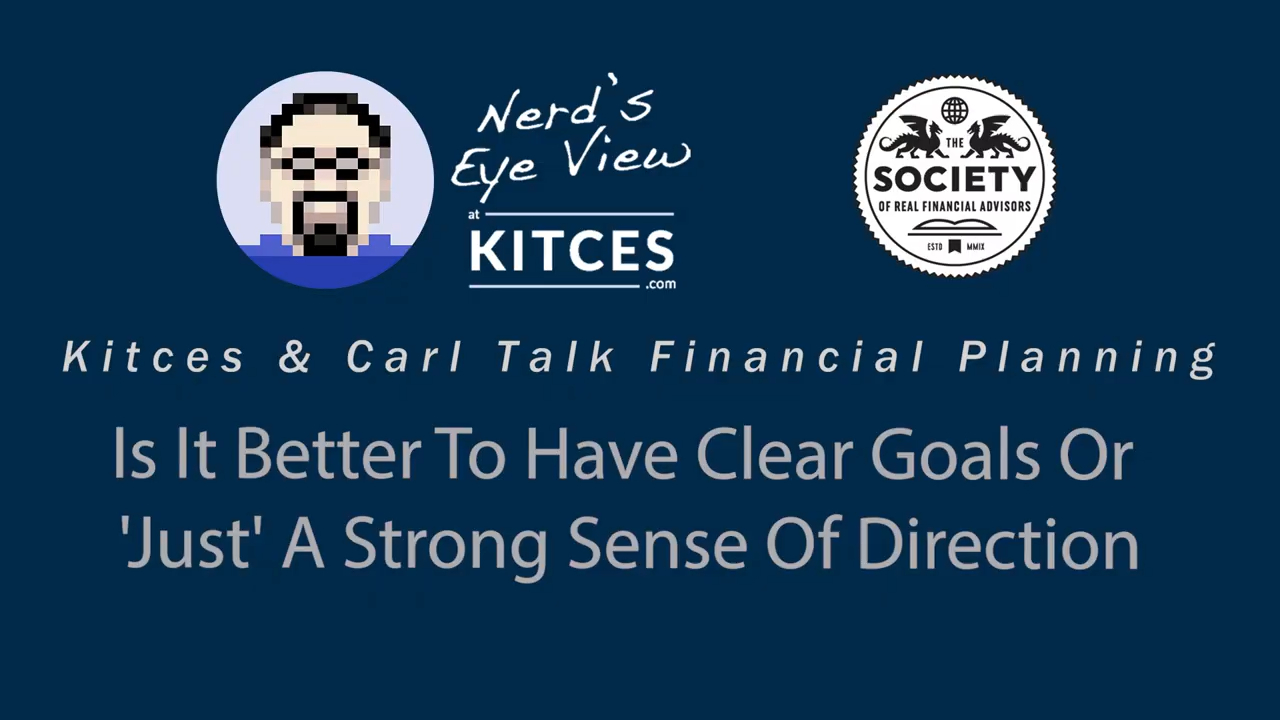 Nerd's
Eye View
at
KITCES
.com
THE
SOCIETY
OF REAL FINANCIAL ADVISORS
ESTD MMIX
Kitces & Carl Talk Financial Planning
Is It Better To Have Clear Goals Or
'Just' A Strong Sense Of Direction